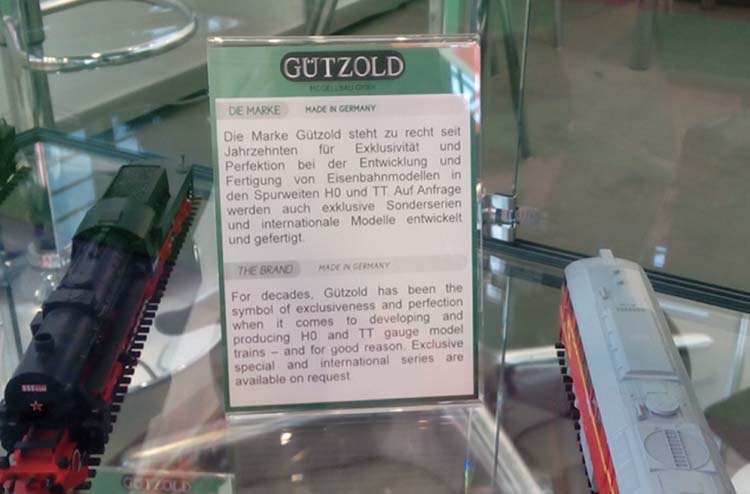 GÜTZOLD
MODELLBAU GMBH
DIE MARKE MADE IN GERMANY
Die Marke Gützold steht zu recht seit
Jahrzehnten für Exklusivität und
Perfektion bei der Entwicklung und
Fertigung von Eisenbahnmodellen in
den Spurweiten H0 und TT. Auf Anfrage
werden auch exklusive Sonderserien
und internationale Modelle entwickelt
und gefertigt.
THE BRAND MADE IN GERMANY
For decades, Gützold has been the
symbol of exclusiveness and perfection
when it comes to developing and
producing H0 and TT gauge model
trains – and for good reason. Exclusive
special and international series are
available on request
GÜTZOLD